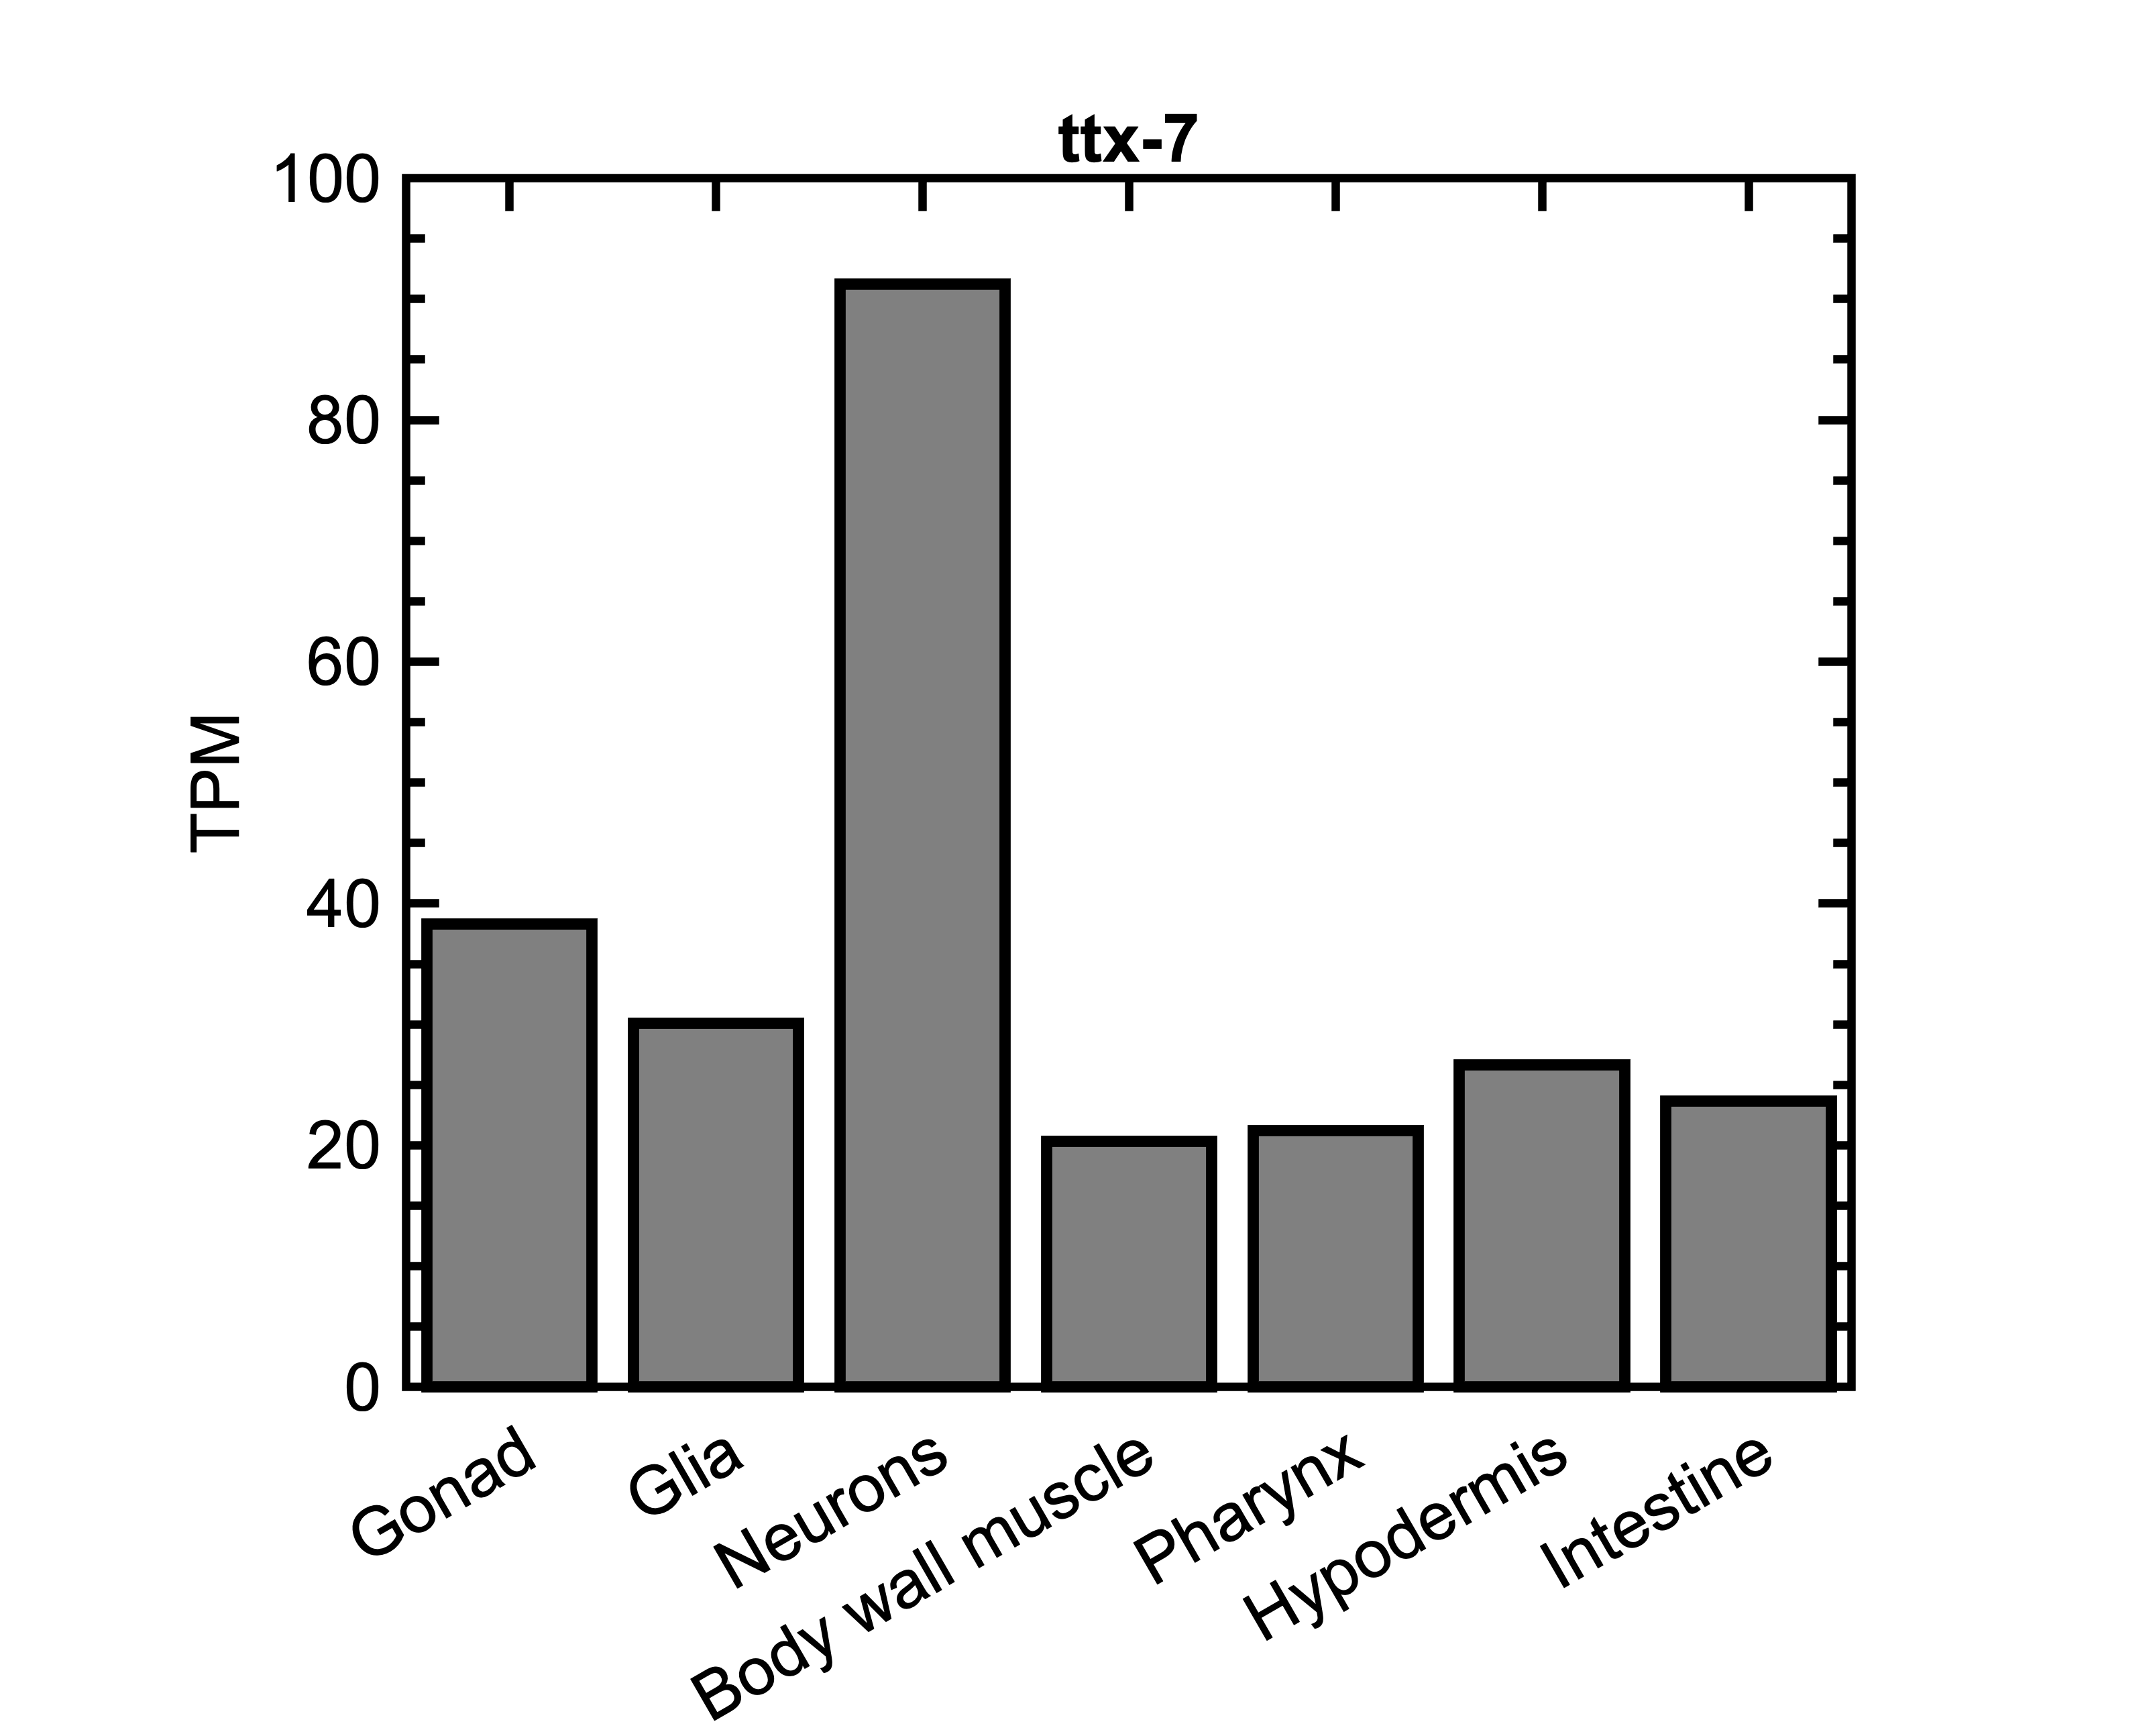 ttx-7
100
80
60
40
20
0
TPM
Gonad
Glia
Neurons
Body wall muscle
Pharynx
Hypodermis
Intestine